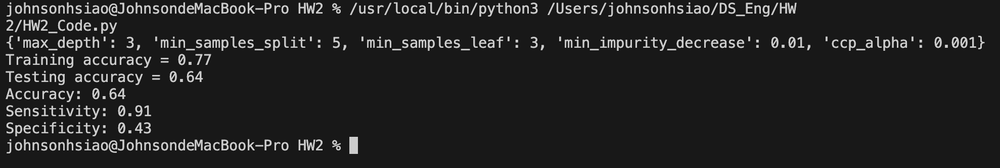 johnsonhsiao@JohnsondeMacBook-Pro HW2 % /usr/local/bin/python3 /Users/johnsonhsiao/DS_Eng/HW
2/HW2_Code.py
{'max_depth': 3, 'min_samples_split': 5, 'min_samples_leaf': 3, 'min_impurity_decrease': 0.01, 'ccp_alpha': 0.001}
Training accuracy = 0.77
Testing accuracy = 0.64
Accuracy: 0.64
Sensitivity: 0.91
Specificity: 0.43
johnsonhsiao@JohnsondeMacBook-Pro HW2 %